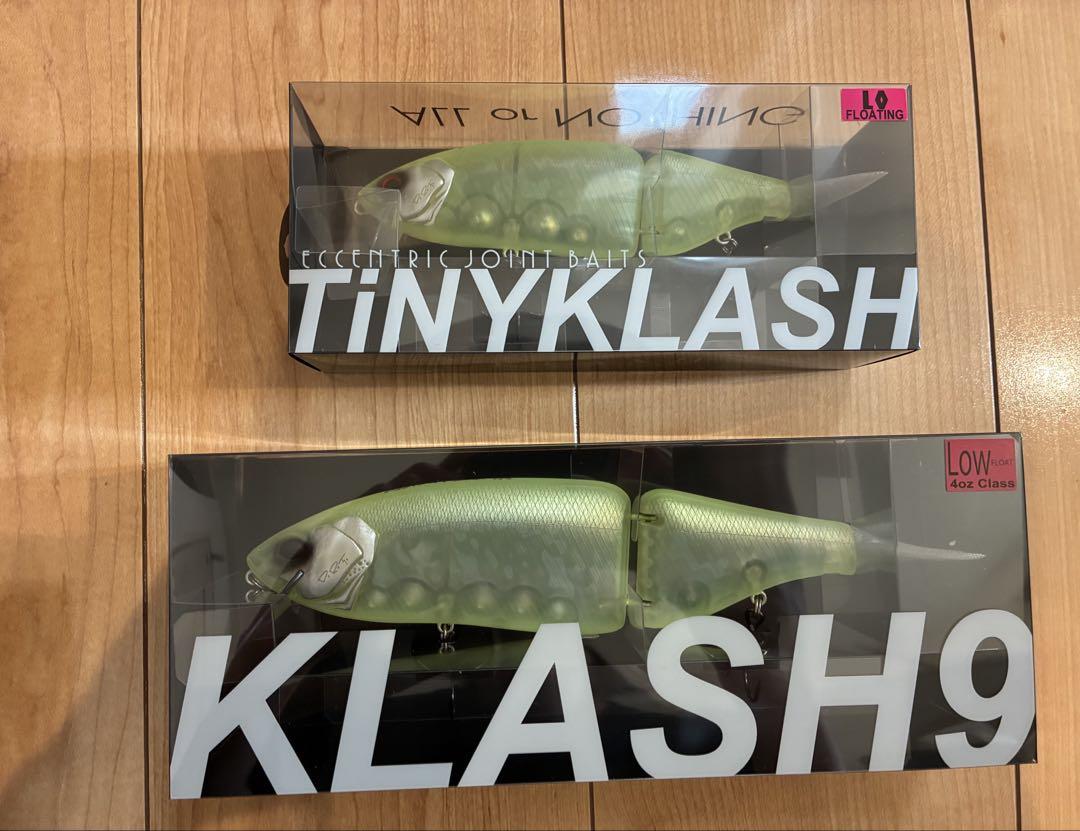 ALL or NOTHING
LO
FLOATING
D.R.T.
ECCENTRIC JOINT BAITS
TiNYKLASH
LOW FLOAT
4oz Class
D.R.T.
KLASH9